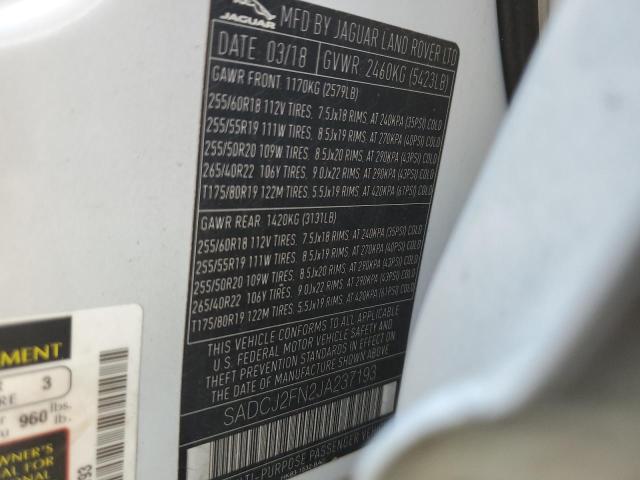 JAGUAR
MFD BY JAGUAR LAND ROVER LTD
DATE 03/18 GVWR 2460KG (5423LB)
GAWR FRONT 1170KG (2579LB)
255/60R18 112V TIRES, 7.5Jx18 RIMS, AT 240KPA (35PSI) COLD
255/55R19 111W TIRES, 8.5Jx19 RIMS, AT 270KPA (40PSI) COLD
255/50R20 109W TIRES, 8.5Jx20 RIMS, AT 290KPA (43PSI) COLD
265/40R22 106Y TIRES, 9.0Jx22 RIMS, AT 290KPA (43PSI) COLD
T175/80R19 122M TIRES, 5.5Jx19 RIMS, AT 420KPA (61PSI) COLD
GAWR REAR 1420KG (3131LB)
255/60R18 112V TIRES, 7.5Jx18 RIMS, AT 240KPA (35PSI) COLD
255/55R19 111W TIRES, 8.5Jx19 RIMS, AT 270KPA (40PSI) COLD
255/50R20 109W TIRES, 8.5Jx20 RIMS, AT 290KPA (43PSI) COLD
265/40R22 106Y TIRES, 9.0Jx22 RIMS, AT 290KPA (43PSI) COLD
T175/80R19 122M TIRES, 5.5Jx19 RIMS, AT 420KPA (61PSI) COLD
THIS VEHICLE CONFORMS TO ALL APPLICABLE
U.S. FEDERAL MOTOR VEHICLE SAFETY, BUMPER, AND
THEFT PREVENTION STANDARDS IN EFFECT ON
THE DATE OF MANUFACTURE SHOWN ABOVE.
SADCJ2FN2JA237193
-PURPOSE PASSENGER
3
960 lbs.